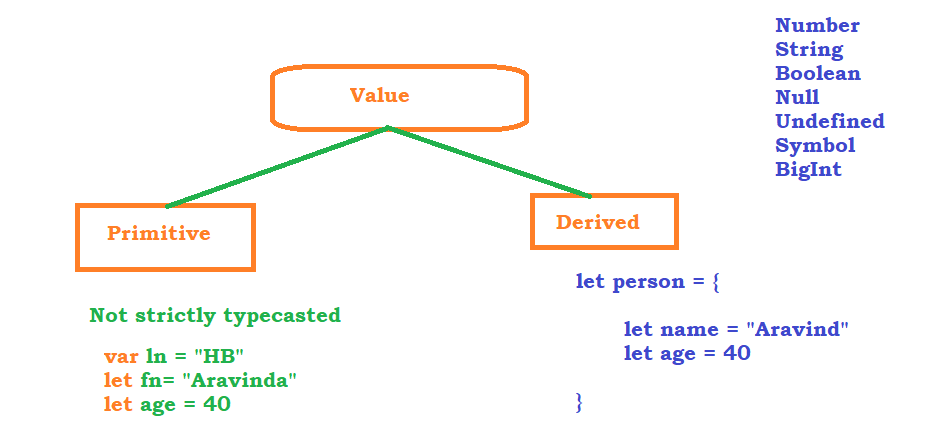 Number
String
Boolean
Null
Undefined
Symbol
BigInt
Value
Primitive
Derived
Not strictly typecasted
var ln = "HB"
let fn= "Aravinda"
let age = 40
let person = {
let name = "Aravind"
let age = 40
}